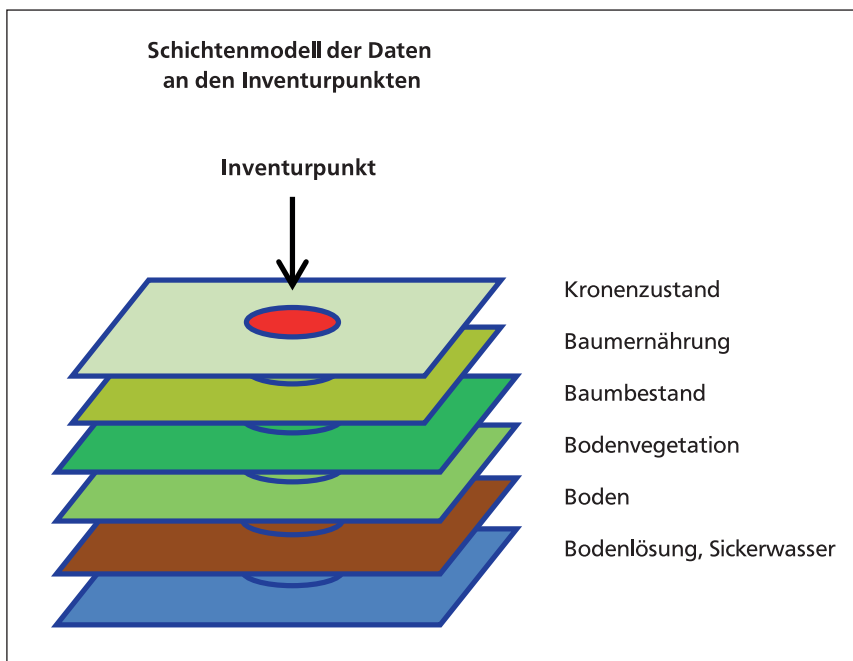 Schichtenmodell der Daten
an den Inventurpunkten
Inventurpunkt
Kronenzustand
Baumernährung
Baumbestand
Bodenvegetation
Boden
Bodenlösung, Sickerwasser